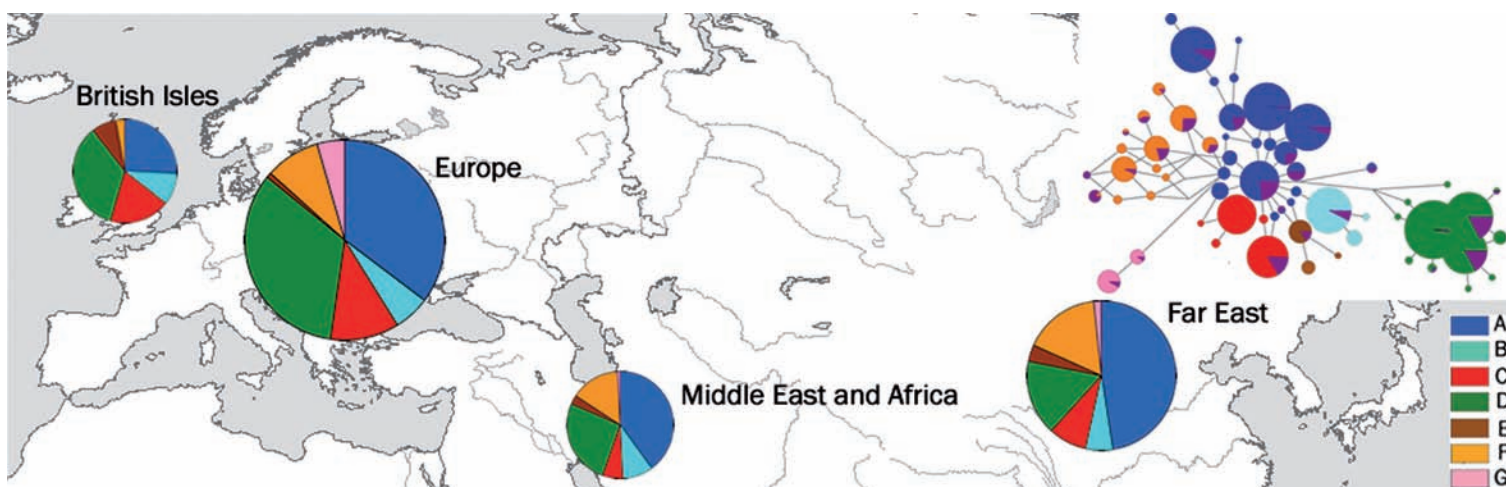 British Isles
Europe
Middle East and Africa
Far East
A
B
C
D
E
F
G